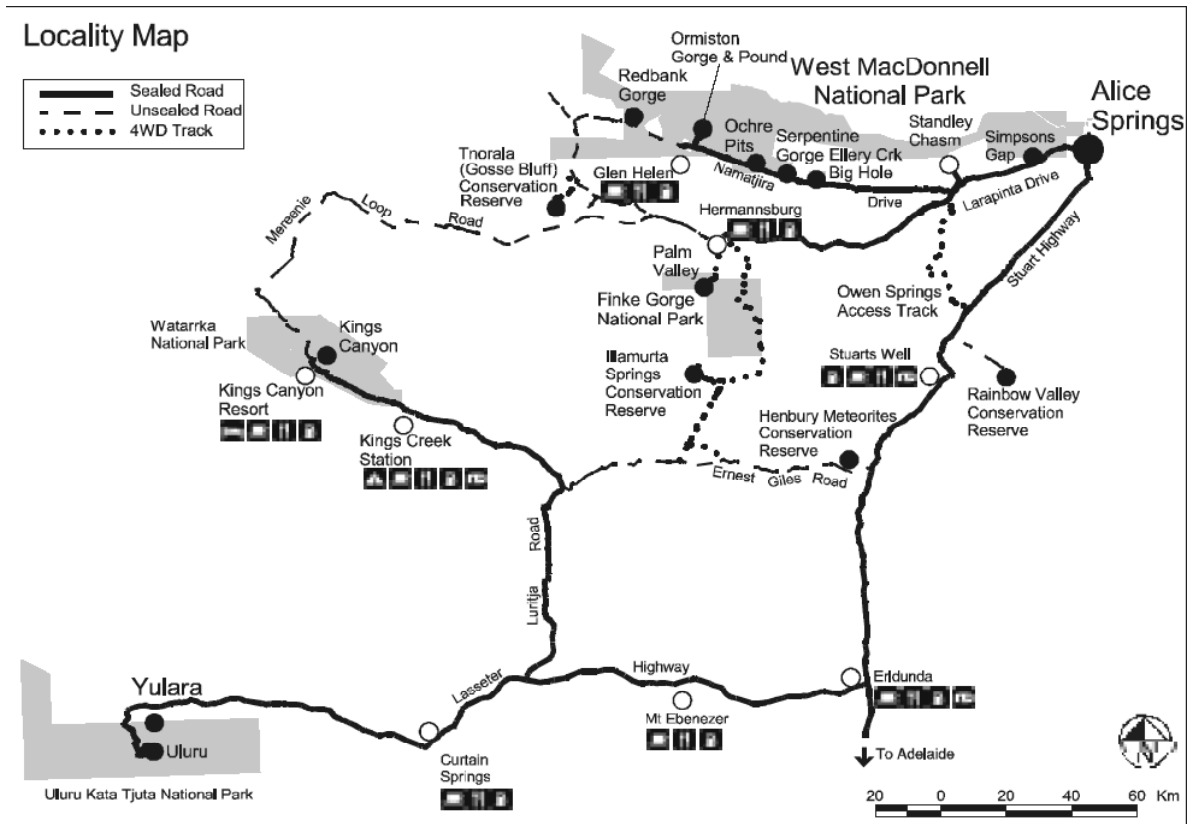 Locality Map
Sealed Road
Unsealed Road
4WD Track
Ormiston
Gorge & Pound
Redbank
Gorge
West MacDonnell
National Park
Alice
Springs
Standley
Chasm
Simpsons
Gap
Ochre
Pits
Serpentine
Gorge Ellery Crk
Big Hole
Tnorala
(Gosse Bluff)
Conservation
Reserve
Glen Helen
Namatjira
Drive
Larapinta Drive
Mereenie
Loop
Road
Hermannsburg
Stuart Highway
Palm
Valley
Finke Gorge
National Park
Owen Springs
Access Track
Watarrka
National Park
Kings
Canyon
Illamurta
Springs
Conservation
Reserve
Stuarts Well
Kings Canyon
Resort
Rainbow Valley
Conservation
Reserve
Henbury Meteorites
Conservation
Reserve
Kings Creek
Station
Ernest Giles Road
Luritja
Road
Lasseter
Highway
Yulara
Uluru
Mt Ebenezer
Erldunda
Curtain
Springs
To Adelaide
Uluru Kata Tjuta National Park
N
20 0 20 40 60 Km